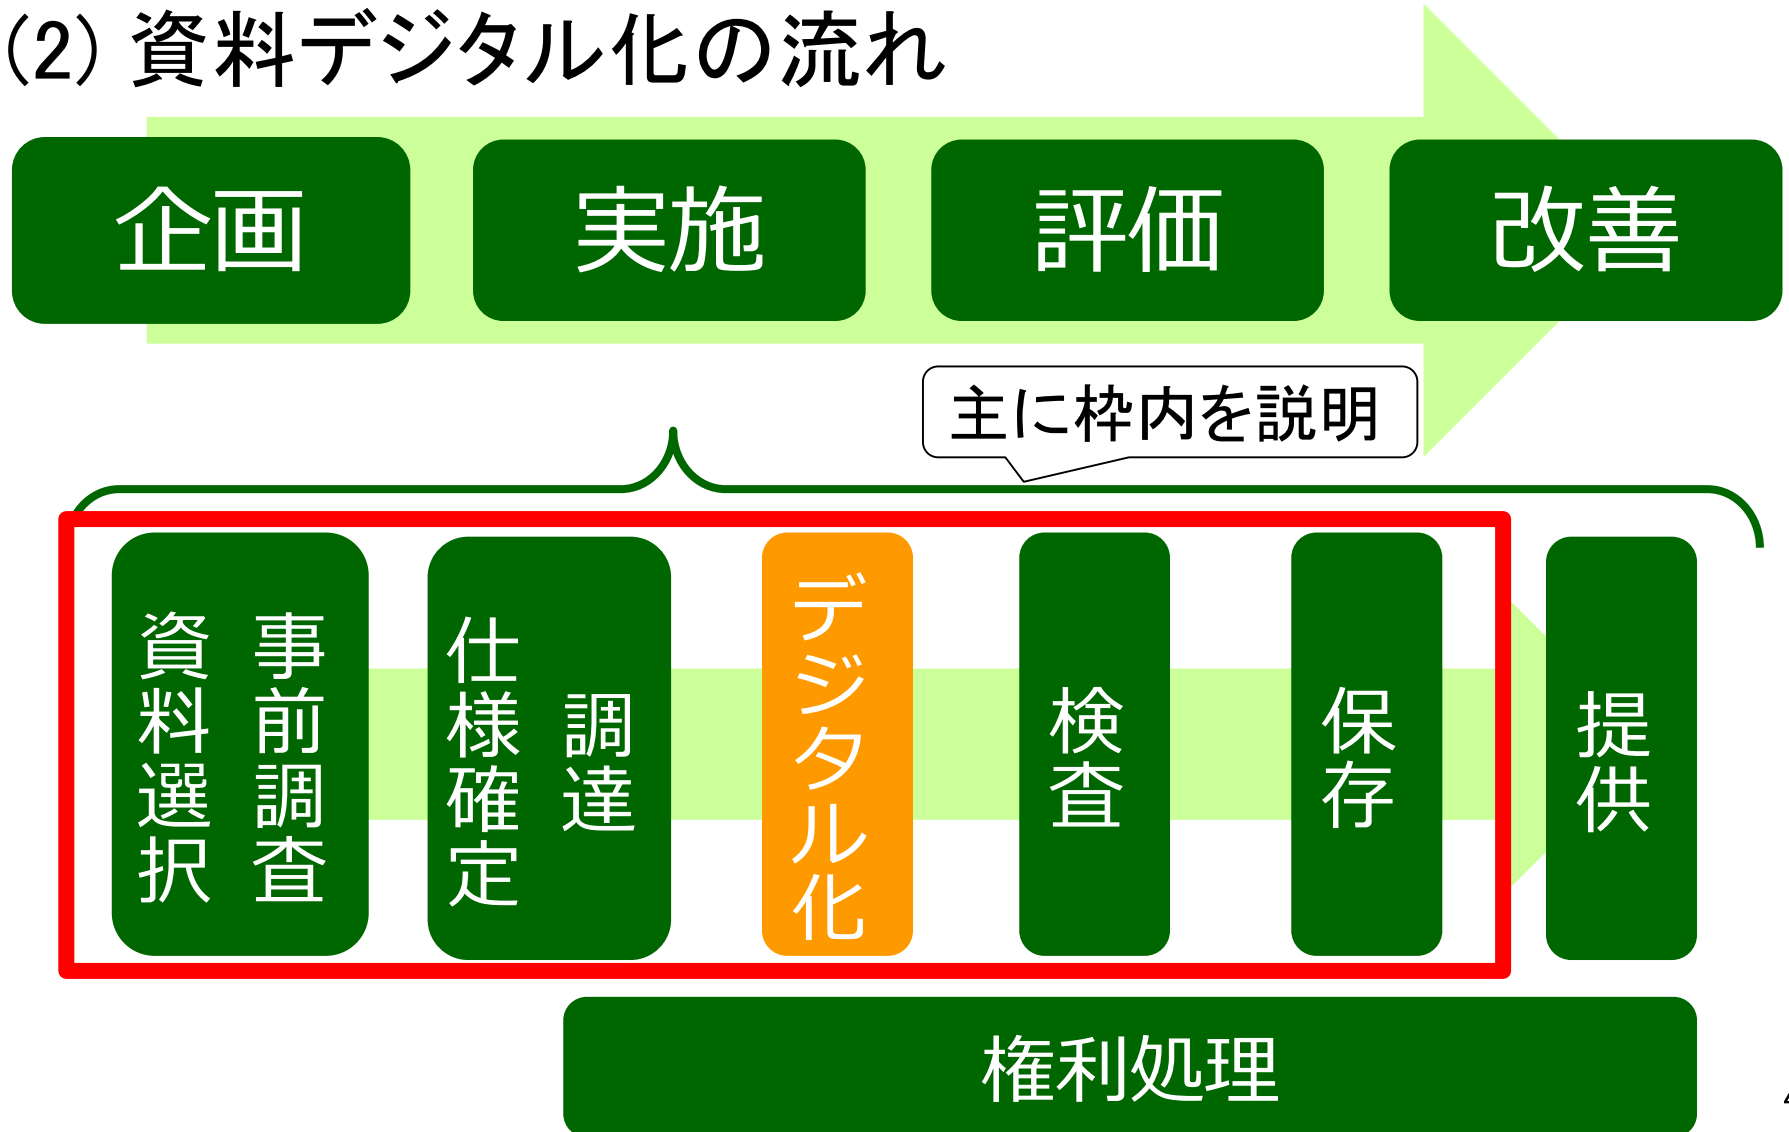 (2) 資料デジタル化の流れ
企画
実施
評価
改善
主に枠内を説明
事前調査
資料選択
調達
仕様確定
デジタル化
検査
保存
提供
権利処理